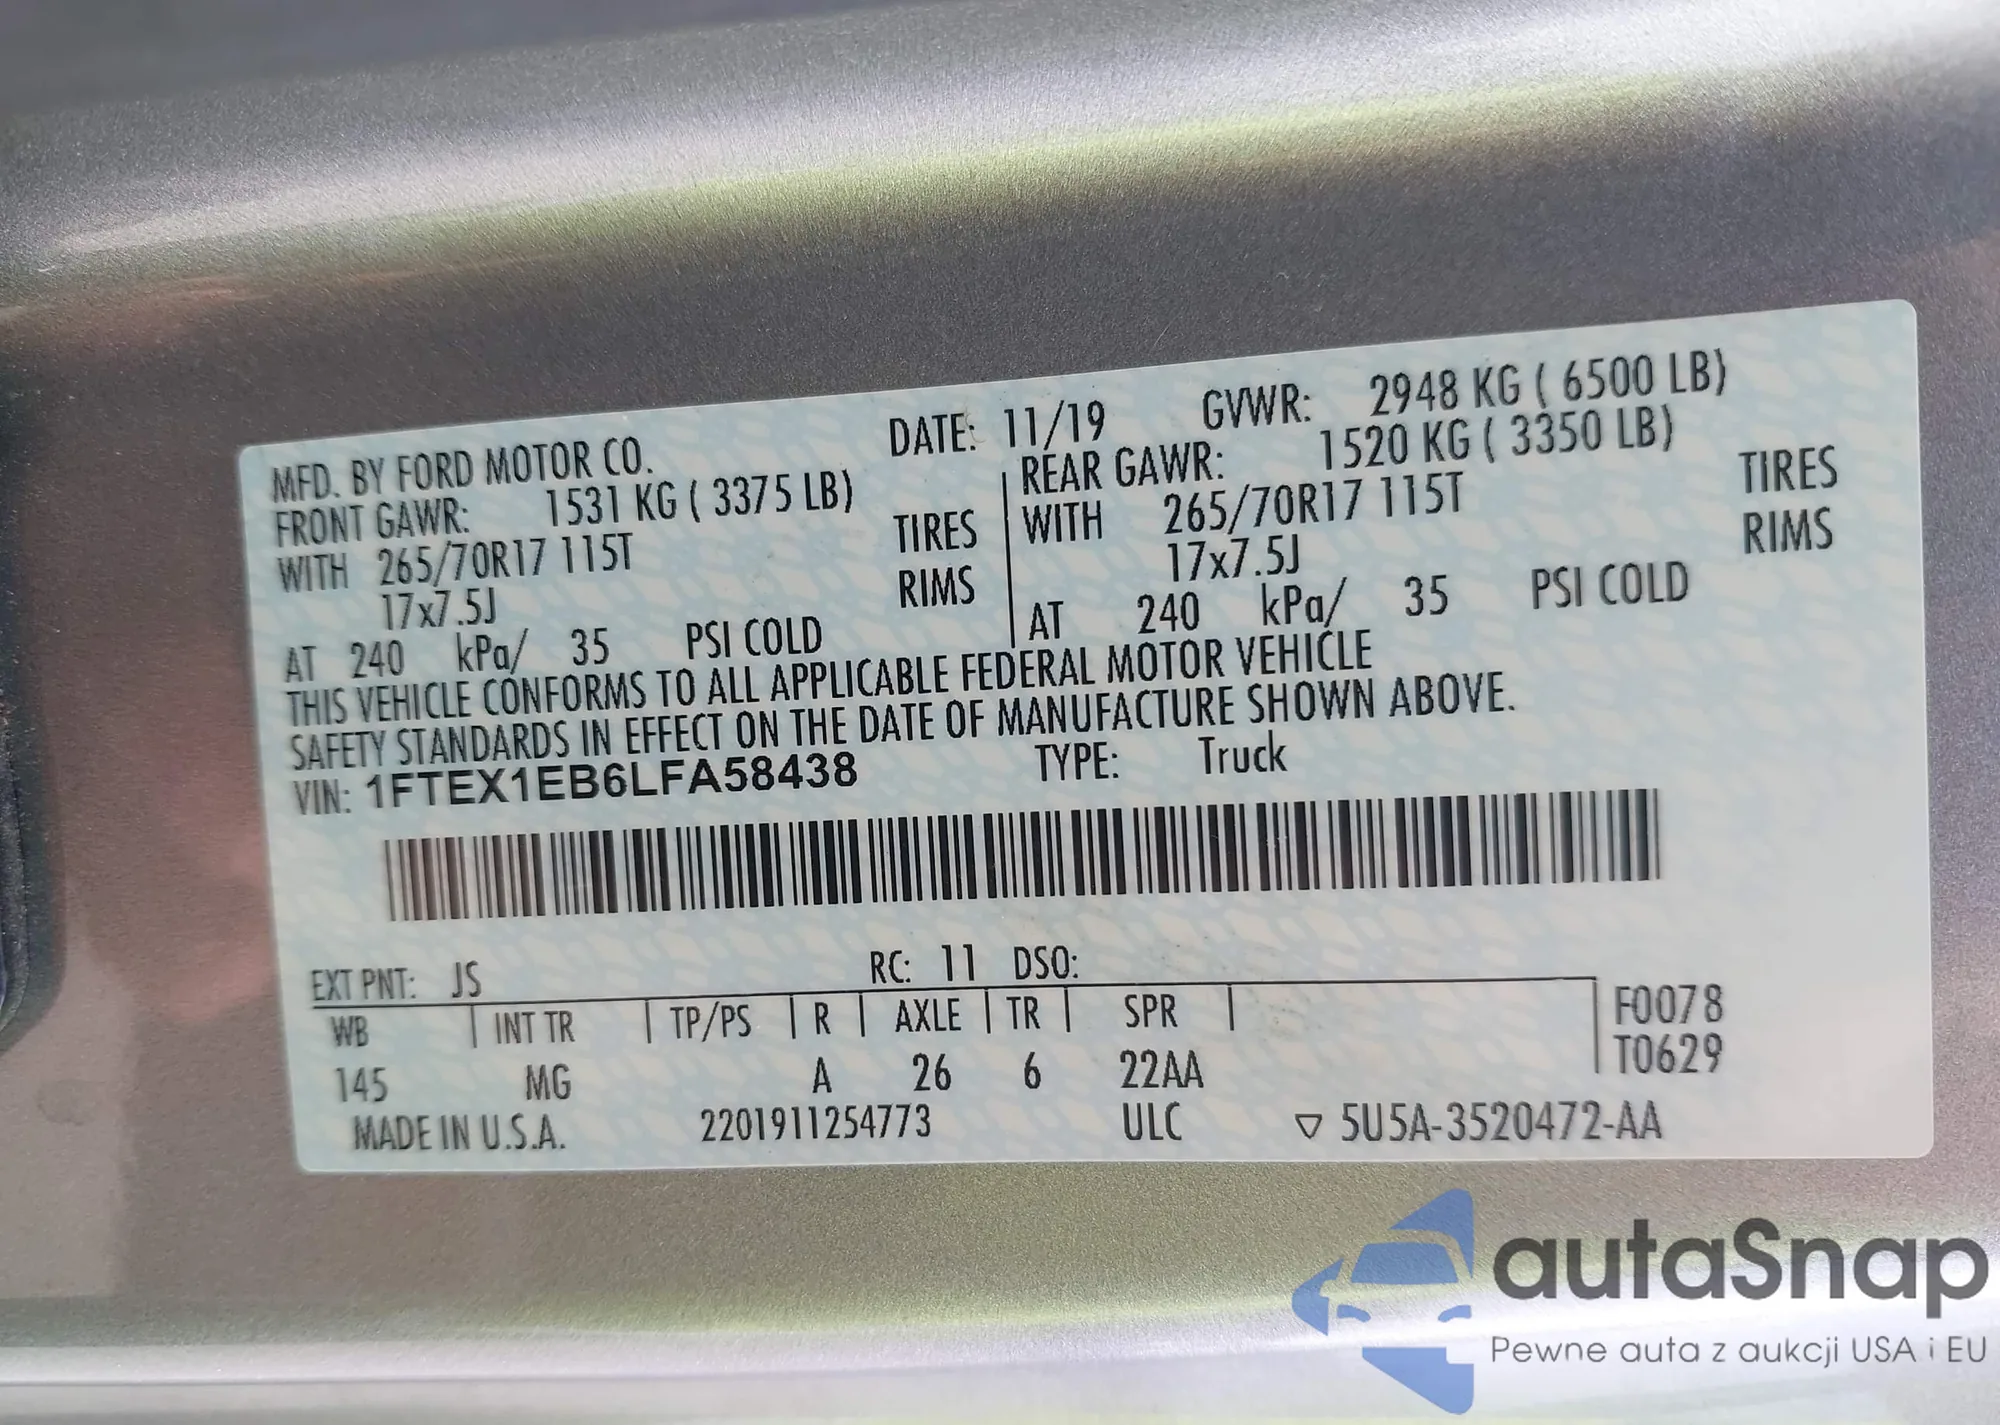 MFD. BY FORD MOTOR CO. DATE: 11/19 GVWR: 2948 KG ( 6500 LB)
FRONT GAWR: 1531 KG ( 3375 LB) REAR GAWR: 1520 KG ( 3350 LB)
WITH 265/70R17 115T TIRES WITH 265/70R17 115T TIRES
17x7.5J RIMS 17x7.5J RIMS
AT 240 kPa/ 35 PSI COLD AT 240 kPa/ 35 PSI COLD
THIS VEHICLE CONFORMS TO ALL APPLICABLE FEDERAL MOTOR VEHICLE
SAFETY STANDARDS IN EFFECT ON THE DATE OF MANUFACTURE SHOWN ABOVE.
VIN: 1FTEX1EB6LFA58438 TYPE: Truck
EXT PNT: JS RC: 11 DSO:
WB INT TR TP/PS R AXLE TR SPR F0078
145 MG A 26 6 22AA T0629
MADE IN U.S.A. 2201911254773 ULC ▽ 5U5A-3520472-AA
autaSnap
Pewne auta z aukcji USA i EU